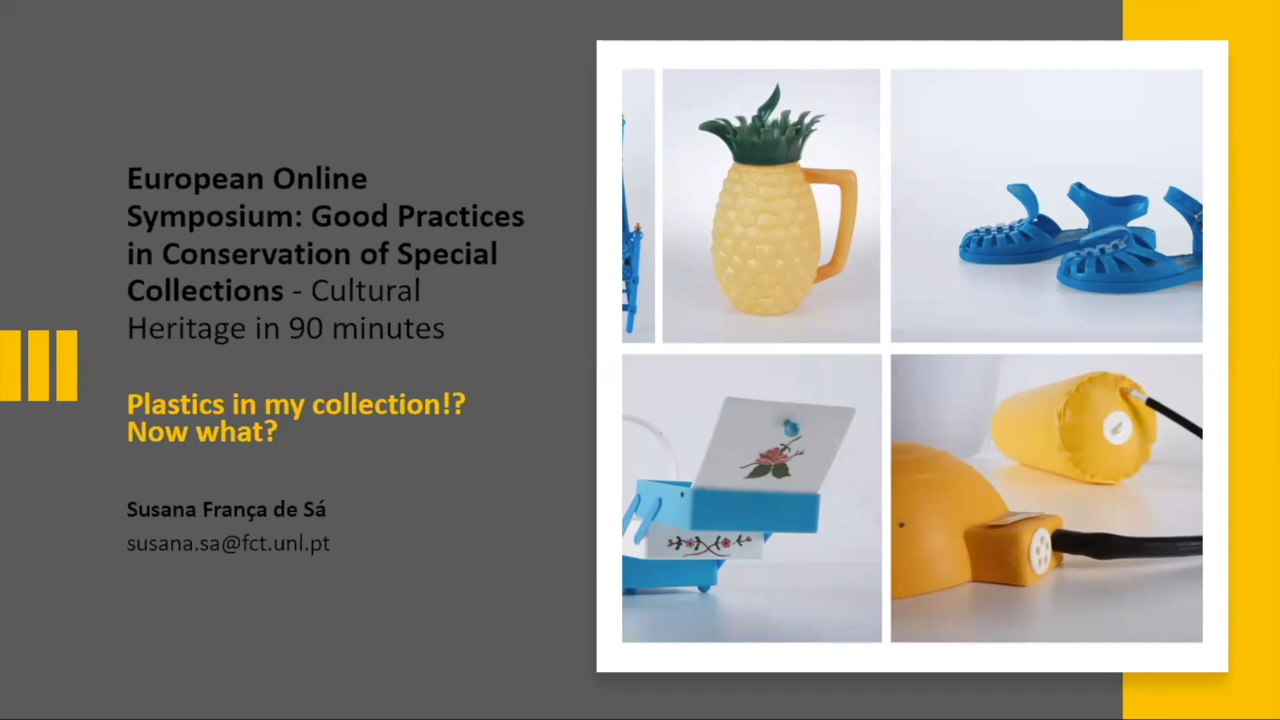 European Online
Symposium: Good Practices
in Conservation of Special
Collections - Cultural
Heritage in 90 minutes
Plastics in my collection!?
Now what?
Susana França de Sá
susana.sa@fct.unl.pt